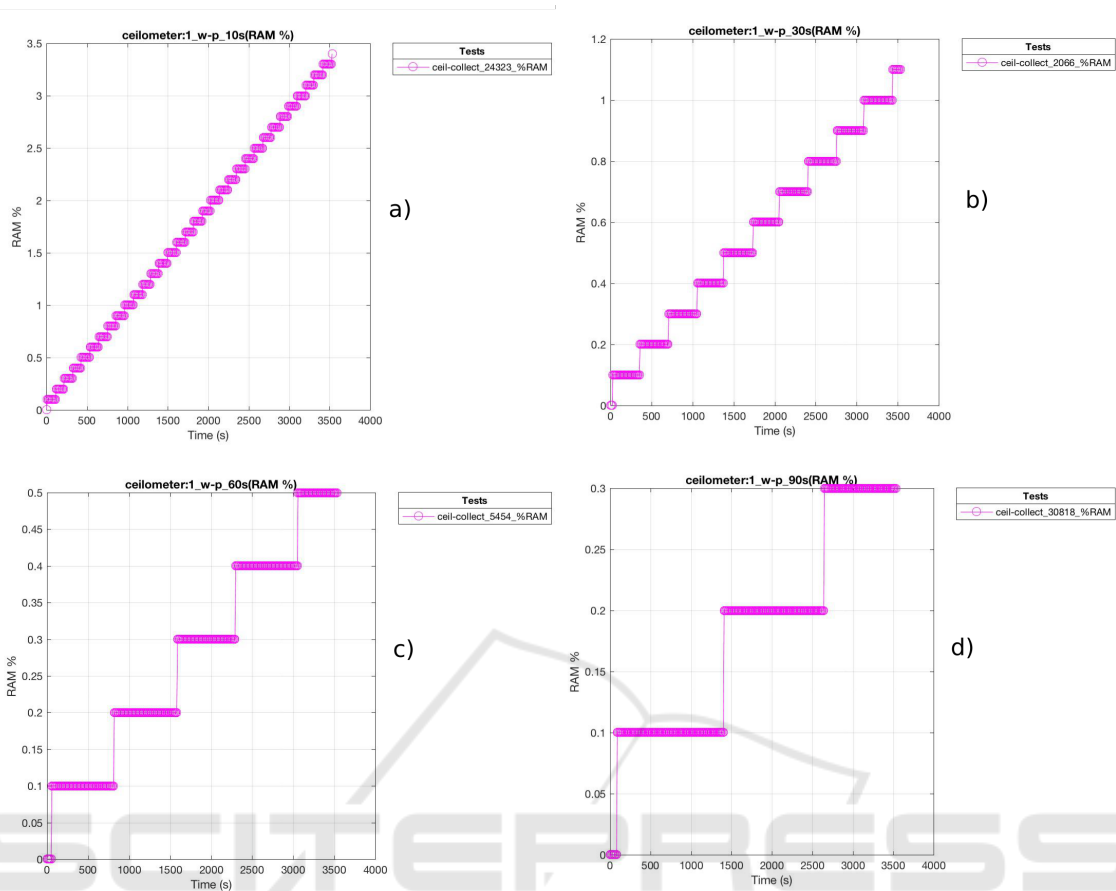 ceilometer:1_w-p_10s(RAM %)
Tests
ceil-collect_24323_%RAM
RAM %
3.5
3
2.5
2
1.5
1
0.5
0
0 500 1000 1500 2000 2500 3000 3500 4000
Time (s)
a)
ceilometer:1_w-p_30s(RAM %)
Tests
ceil-collect_2066_%RAM
RAM %
1.2
1
0.8
0.6
0.4
0.2
0
0 500 1000 1500 2000 2500 3000 3500 4000
Time (s)
b)
ceilometer:1_w-p_60s(RAM %)
Tests
ceil-collect_5454_%RAM
RAM %
0.5
0.45
0.4
0.35
0.3
0.25
0.2
0.15
0.1
0.05
0
0 500 1000 1500 2000 2500 3000 3500 4000
Time (s)
c)
ceilometer:1_w-p_90s(RAM %)
Tests
ceil-collect_30818_%RAM
RAM %
0.3
0.25
0.2
0.15
0.1
0.05
0
0 500 1000 1500 2000 2500 3000 3500 4000
Time (s)
d)
SCITEPRESS